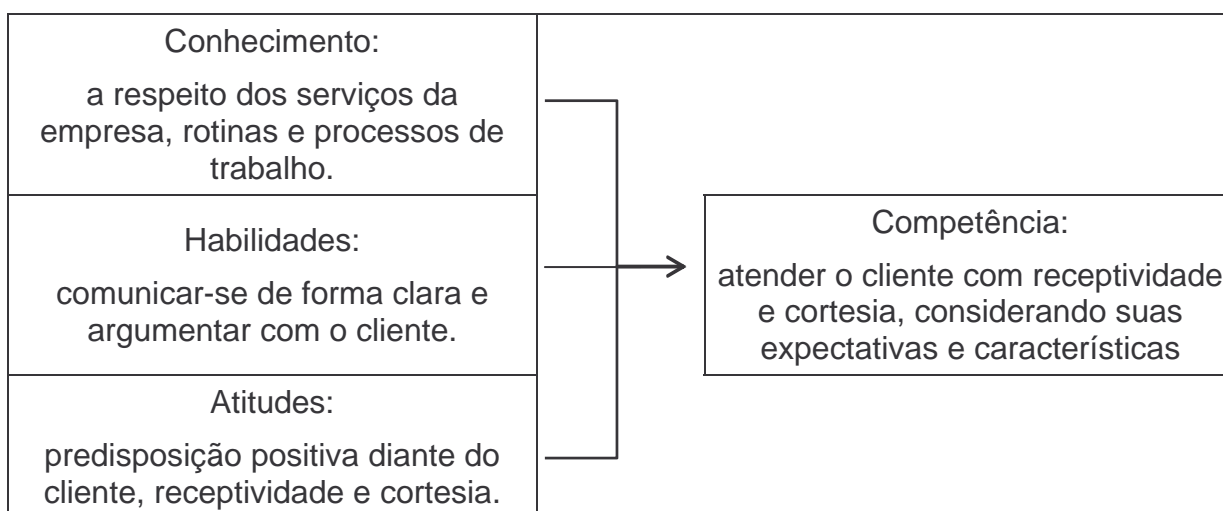 Conhecimento:
a respeito dos serviços da
empresa, rotinas e processos de
trabalho.
Habilidades:
comunicar-se de forma clara e
argumentar com o cliente.
Atitudes:
predisposição positiva diante do
cliente, receptividade e cortesia.
Competência:
atender o cliente com receptividade
e cortesia, considerando suas
expectativas e características